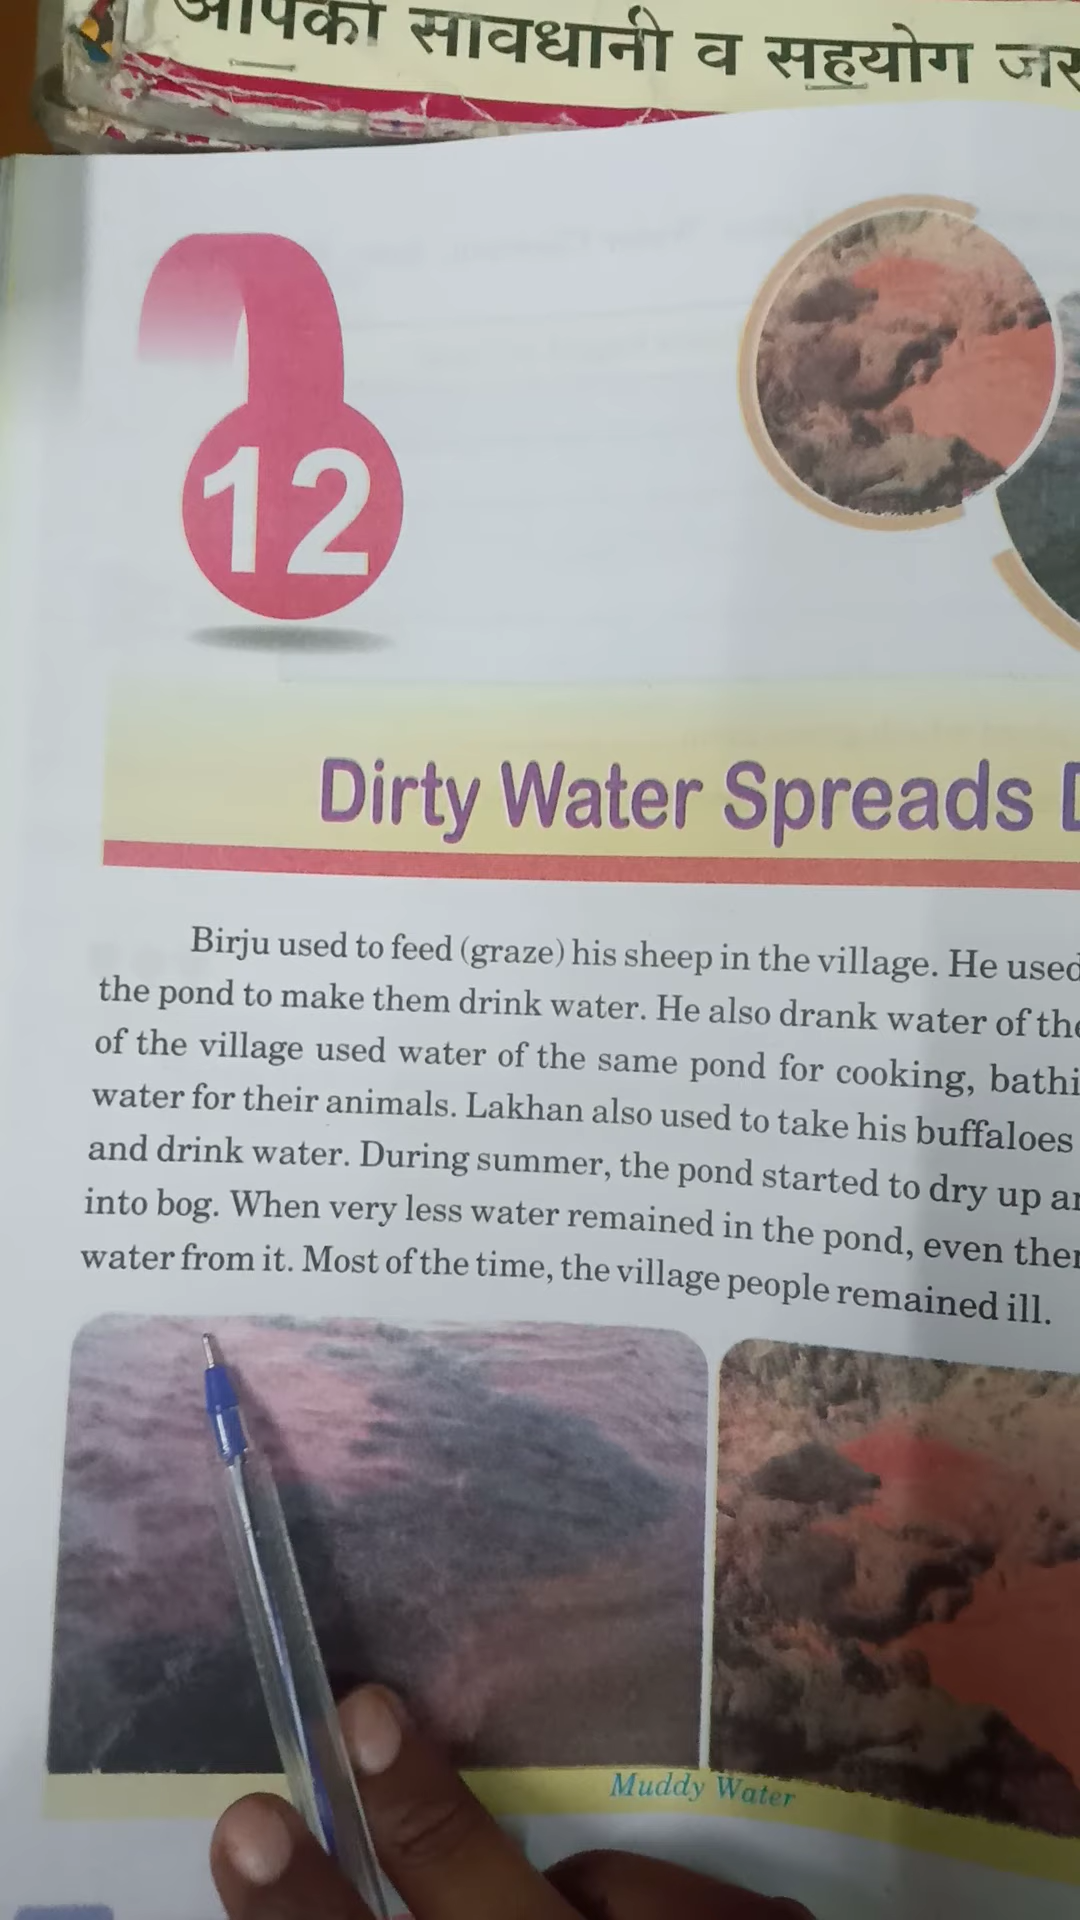 आपकी सावधानी व सहयोग
12
Dirty Water Spreads
Birju used to feed (graze) his sheep in the village. He used
the pond to make them drink water. He also drank water of the
of the village used water of the same pond for cooking,
water for their animals. Lakhan also used to take his buffaloes
and drink water. During summer, the pond started to dry up
into bog. When very less water remained in the pond, even
water from it. Most of the time, the village people remained ill.
Muddy Water